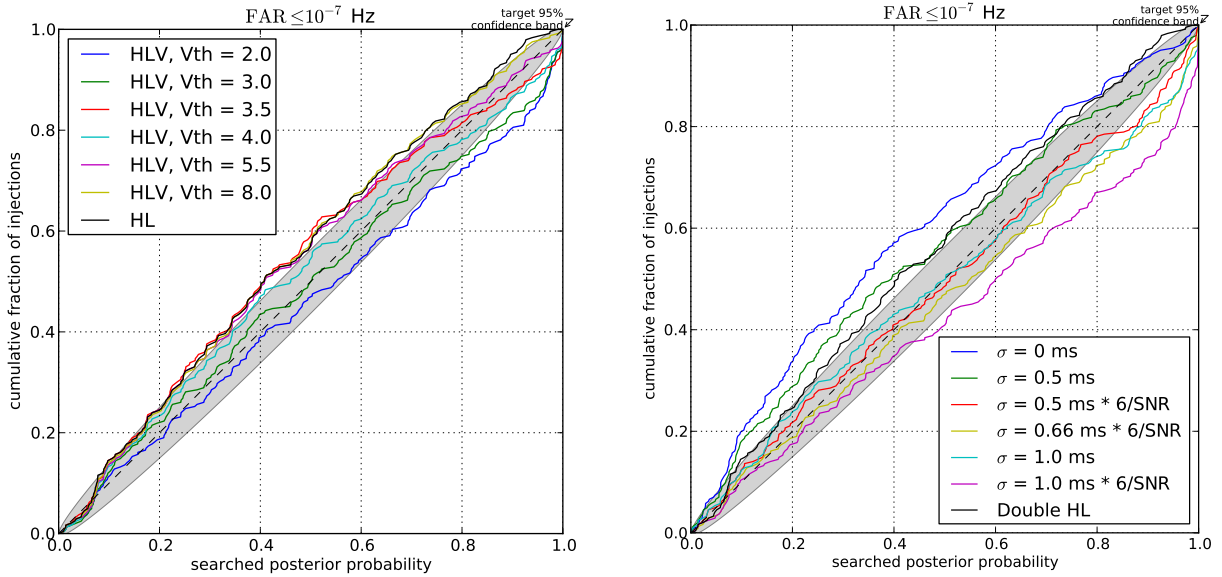 FAR ≤10⁻⁷ Hz
target 95%
confidence band
1.0
0.8
0.6
0.4
0.2
0.0
cumulative fraction of injections
HLV, Vth = 2.0
HLV, Vth = 3.0
HLV, Vth = 3.5
HLV, Vth = 4.0
HLV, Vth = 5.5
HLV, Vth = 8.0
HL
0.0 0.2 0.4 0.6 0.8 1.0
searched posterior probability
FAR ≤10⁻⁷ Hz
target 95%
confidence band
1.0
0.8
0.6
0.4
0.2
0.0
cumulative fraction of injections
σ = 0 ms
σ = 0.5 ms
σ = 0.5 ms * 6/SNR
σ = 0.66 ms * 6/SNR
σ = 1.0 ms
σ = 1.0 ms * 6/SNR
Double HL
0.0 0.2 0.4 0.6 0.8 1.0
searched posterior probability